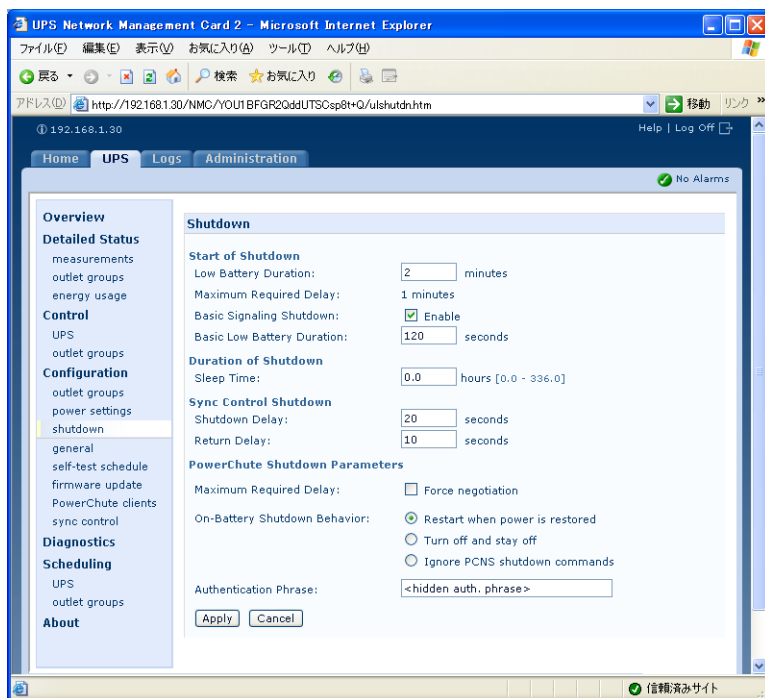 UPS Network Management Card 2 - Microsoft Internet Explorer
ファイル(F) 編集(E) 表示(V) お気に入り(A) ツール(T) ヘルプ(H)
戻る 検索 お気に入り
アドレス(D) http://192.168.1.30/NMC/YOU1BFGR2QddUTSCsp8t+Q/ulshutdn.htm 移動 リンク »
192.168.1.30 Help | Log Off
Home UPS Logs Administration
No Alarms
Overview
Detailed Status
measurements
outlet groups
energy usage
Control
UPS
outlet groups
Configuration
outlet groups
power settings
shutdown
general
self-test schedule
firmware update
PowerChute clients
sync control
Diagnostics
Scheduling
UPS
outlet groups
About
Shutdown
Start of Shutdown
Low Battery Duration: 2 minutes
Maximum Required Delay: 1 minutes
Basic Signaling Shutdown: Enable
Basic Low Battery Duration: 120 seconds
Duration of Shutdown
Sleep Time: 0.0 hours [0.0 - 336.0]
Sync Control Shutdown
Shutdown Delay: 20 seconds
Return Delay: 10 seconds
PowerChute Shutdown Parameters
Maximum Required Delay: Force negotiation
On-Battery Shutdown Behavior: Restart when power is restored
Turn off and stay off
Ignore PCNS shutdown commands
Authentication Phrase: <hidden auth. phrase>
Apply Cancel
信頼済みサイト